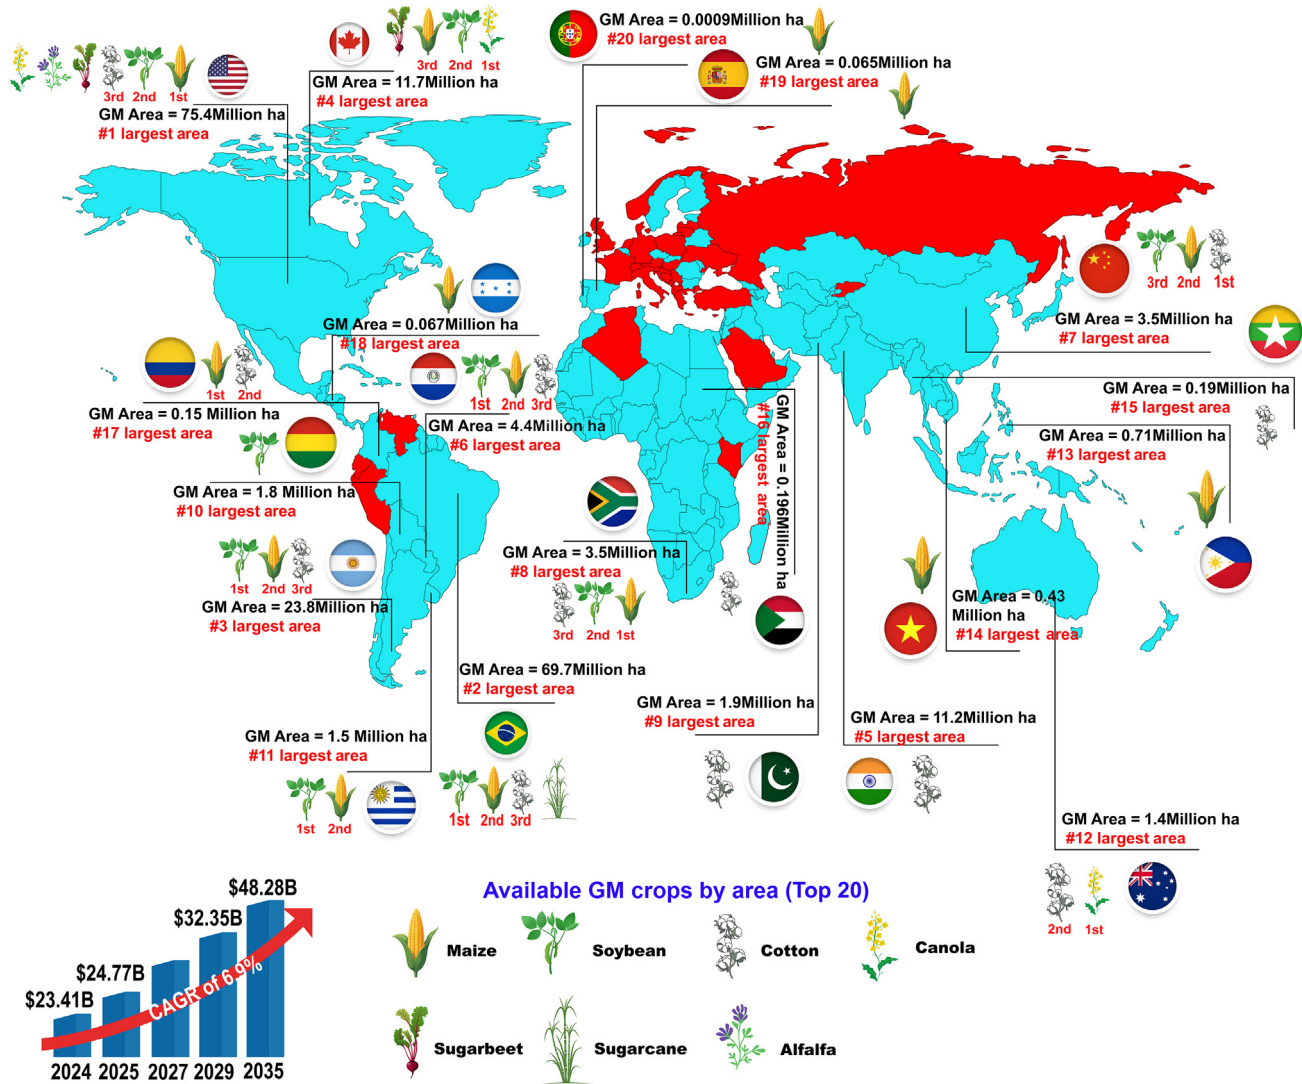 GM Area = 0.0009Million ha
#20 largest area
GM Area = 0.065Million ha
#19 largest area
3rd 2nd 1st
GM Area = 11.7Million ha
#4 largest area
3rd 2nd 1st
GM Area = 75.4Million ha
#1 largest area
3rd 2nd 1st
GM Area = 3.5Million ha
#7 largest area
GM Area = 0.067Million ha
#18 largest area
1st 2nd
GM Area = 0.15 Million ha
#17 largest area
1st 2nd 3rd
GM Area = 4.4Million ha
#6 largest area
GM Area = 0.19Million ha
#15 largest area
GM Area = 0.71Million ha
#13 largest area
GM Area = 0.196Million ha
#16 largest area
GM Area = 1.8 Million ha
#10 largest area
GM Area = 3.5Million ha
#8 largest area
3rd 2nd 1st
1st 2nd 3rd
GM Area = 23.8Million ha
#3 largest area
GM Area = 0.43
Million ha
#14 largest area
GM Area = 69.7Million ha
#2 largest area
1st 2nd 3rd
GM Area = 1.9Million ha
#9 largest area
GM Area = 11.2Million ha
#5 largest area
GM Area = 1.5 Million ha
#11 largest area
1st 2nd
GM Area = 1.4Million ha
#12 largest area
2nd 1st
$48.28B
$32.35B
$24.77B
$23.41B
CAGR of 6.9%
2024 2025 2027 2029 2035
Available GM crops by area (Top 20)
Maize Soybean Cotton Canola
Sugarbeet Sugarcane Alfalfa